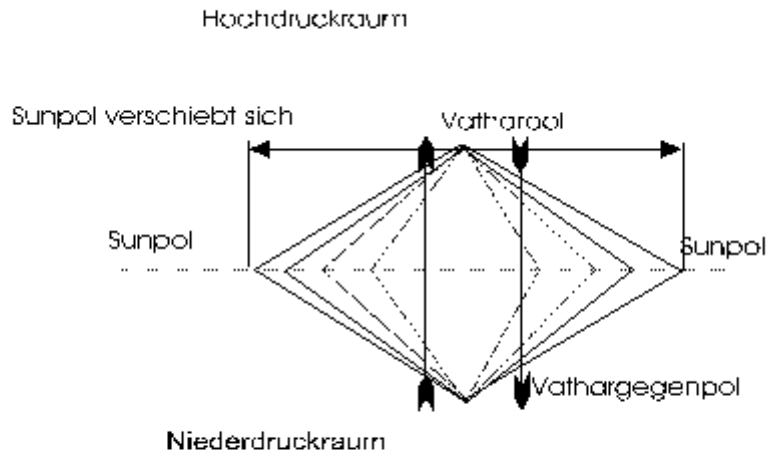 Hochdruckraum
Sunpol verschiebt sich
Vatharpol
Sunpol
Sunpol
Vathargegenpol
Niederdruckraum